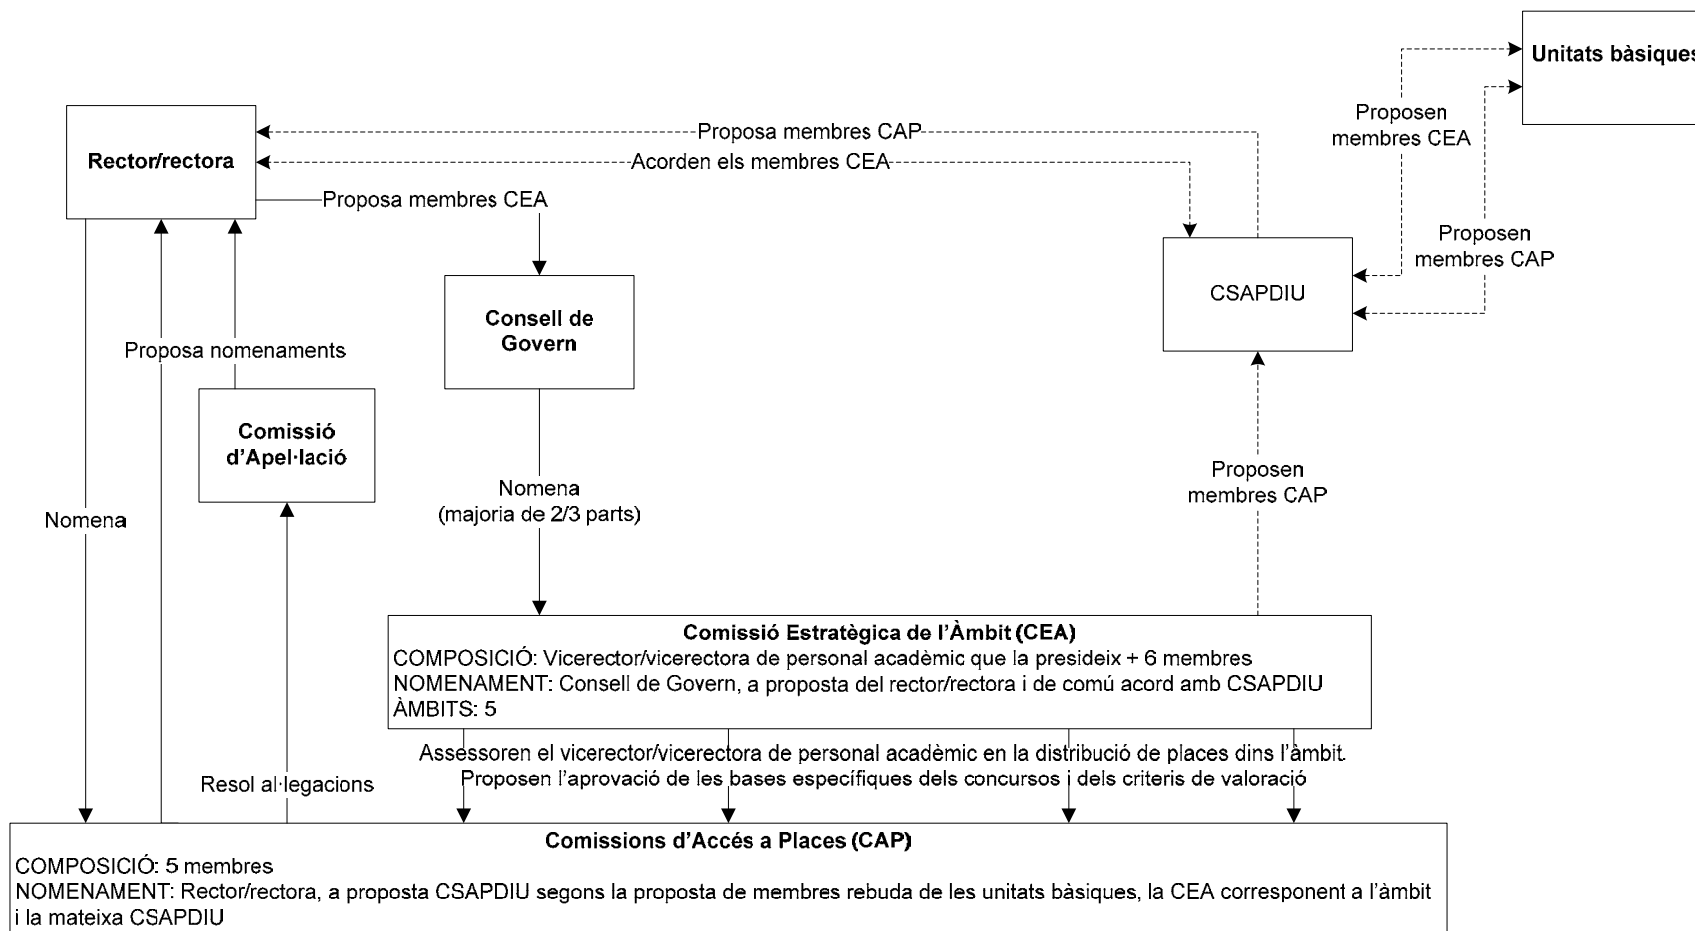 Unitats bàsiques
Proposen
membres CEA
Proposa membres CAP
Rector/rectora
Acorden els membres CEA
Proposa membres CEA
Proposen
membres CAP
CSAPDIU
Consell de
Govern
Proposa nomenaments
Comissió
d'Apel·lació
Proposen
membres CAP
Nomena
(majoria de 2/3 parts)
Nomena
Comissió Estratègica de l'Àmbit (CEA)
COMPOSICIÓ: Vicerector/vicerectora de personal acadèmic que la presideix + 6 membres
NOMENAMENT: Consell de Govern, a proposta del rector/rectora i de comú acord amb CSAPDIU
ÀMBITS: 5
Assessoren el vicerector/vicerectora de personal acadèmic en la distribució de places dins l'àmbit.
Proposen l'aprovació de les bases específiques dels concursos i dels criteris de valoració
Resol al·legacions
Comissions d'Accés a Places (CAP)
COMPOSICIÓ: 5 membres
NOMENAMENT: Rector/rectora, a proposta CSAPDIU segons la proposta de membres rebuda de les unitats bàsiques, la CEA corresponent a l'àmbit
i la mateixa CSAPDIU